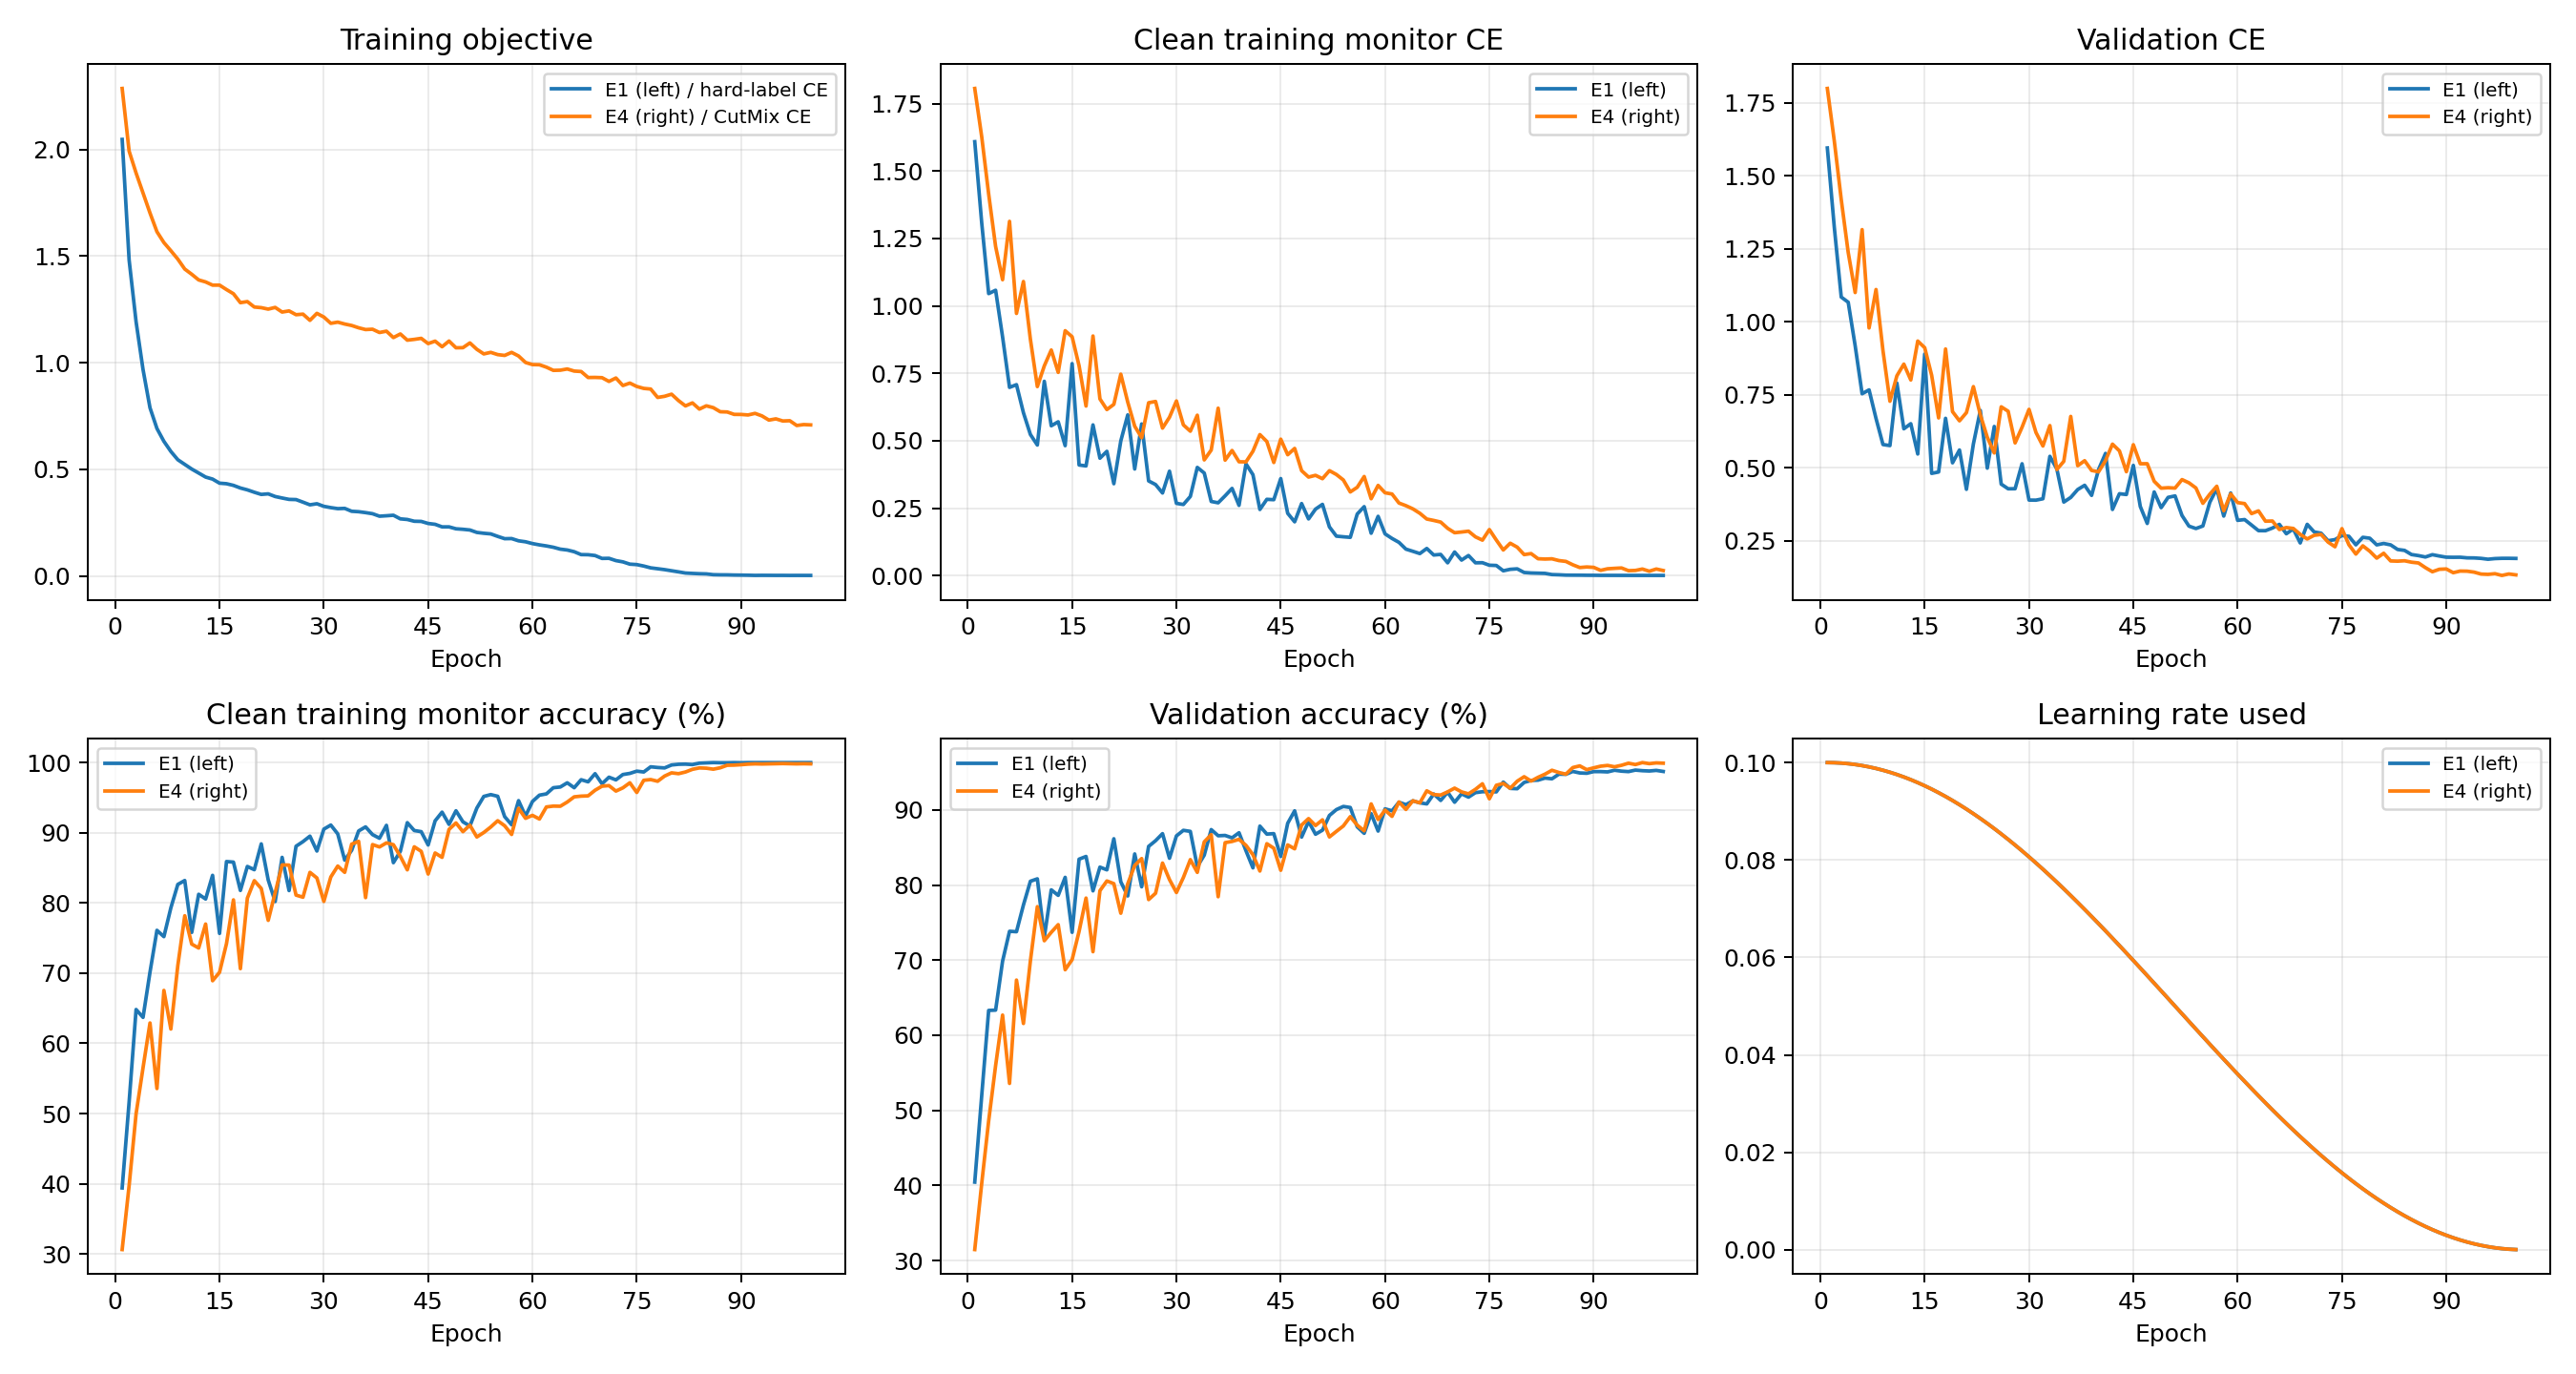 Training objective
E1 (left) / hard-label CE
E4 (right) / CutMix CE
2.0
1.5
1.0
0.5
0.0
0 15 30 45 60 75 90
Epoch
Clean training monitor CE
E1 (left)
E4 (right)
1.75
1.50
1.25
1.00
0.75
0.50
0.25
0.00
0 15 30 45 60 75 90
Epoch
Validation CE
E1 (left)
E4 (right)
1.75
1.50
1.25
1.00
0.75
0.50
0.25
0 15 30 45 60 75 90
Epoch
Clean training monitor accuracy (%)
E1 (left)
E4 (right)
100
90
80
70
60
50
40
30
0 15 30 45 60 75 90
Epoch
Validation accuracy (%)
E1 (left)
E4 (right)
90
80
70
60
50
40
30
0 15 30 45 60 75 90
Epoch
Learning rate used
E1 (left)
E4 (right)
0.10
0.08
0.06
0.04
0.02
0.00
0 15 30 45 60 75 90
Epoch